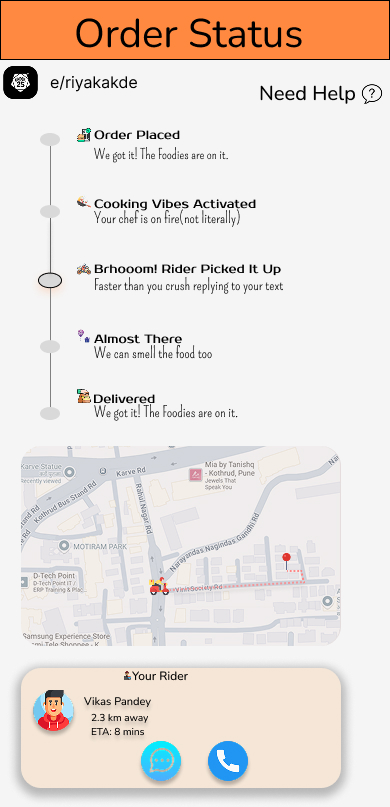 Order Status
e/riyakakde
Need Help
Order Placed
We got it! The Foodies are on it.
Cooking Vibes Activated
Your chef is on fire(not literally)
Brhooom! Rider Picked It Up
Faster than you crush replying to your text
Almost There
We can smell the food too
Delivered
We got it! The Foodies are on it.
Karve Statue
Recently viewed
Karve Rd
Kothrud Bus Stand Rd
Rahul Nagar Rd
Mia by Tanishq
- Kothrud, Pune
Jewels That
Speak You
Narayandas Nagindas Gandhi Rd
MOTIRAM PARK
D-Tech Point
D-Tech Point IT /
ERP Training & Plac...
Society Rd
Samsung Experience Store
Your Rider
Vikas Pandey
2.3 km away
ETA: 8 mins